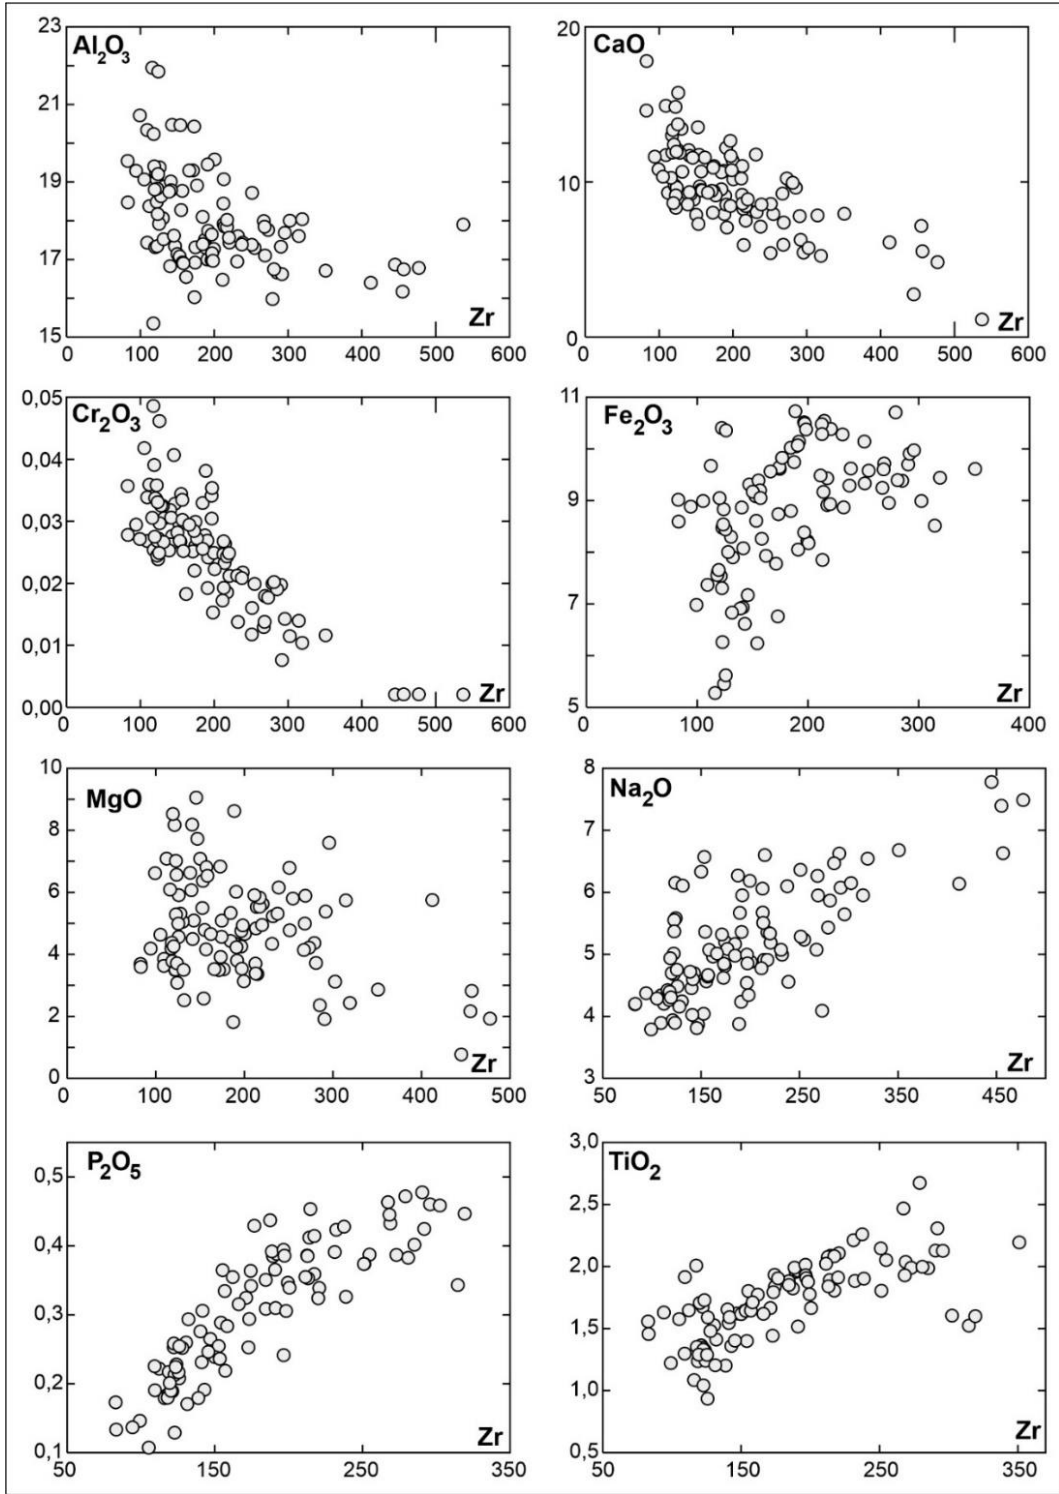 23
Al2O3
21
19
17
15
Zr
0 100 200 300 400 500 600
20
CaO
10
0
Zr
0 100 200 300 400 500 600
0,05
Cr2O3
0,04
0,03
0,02
0,01
0,00
Zr
0 100 200 300 400 500 600
11
Fe2O3
9
7
5
Zr
0 100 200 300 400
10
MgO
8
6
4
2
0
Zr
0 100 200 300 400 500
8
Na2O
7
6
5
4
3
Zr
50 150 250 350 450
P2O5
0,5
0,4
0,3
0,2
0,1
Zr
50 150 250 350
3,0
TiO2
2,5
2,0
1,5
1,0
0,5
Zr
50 150 250 350